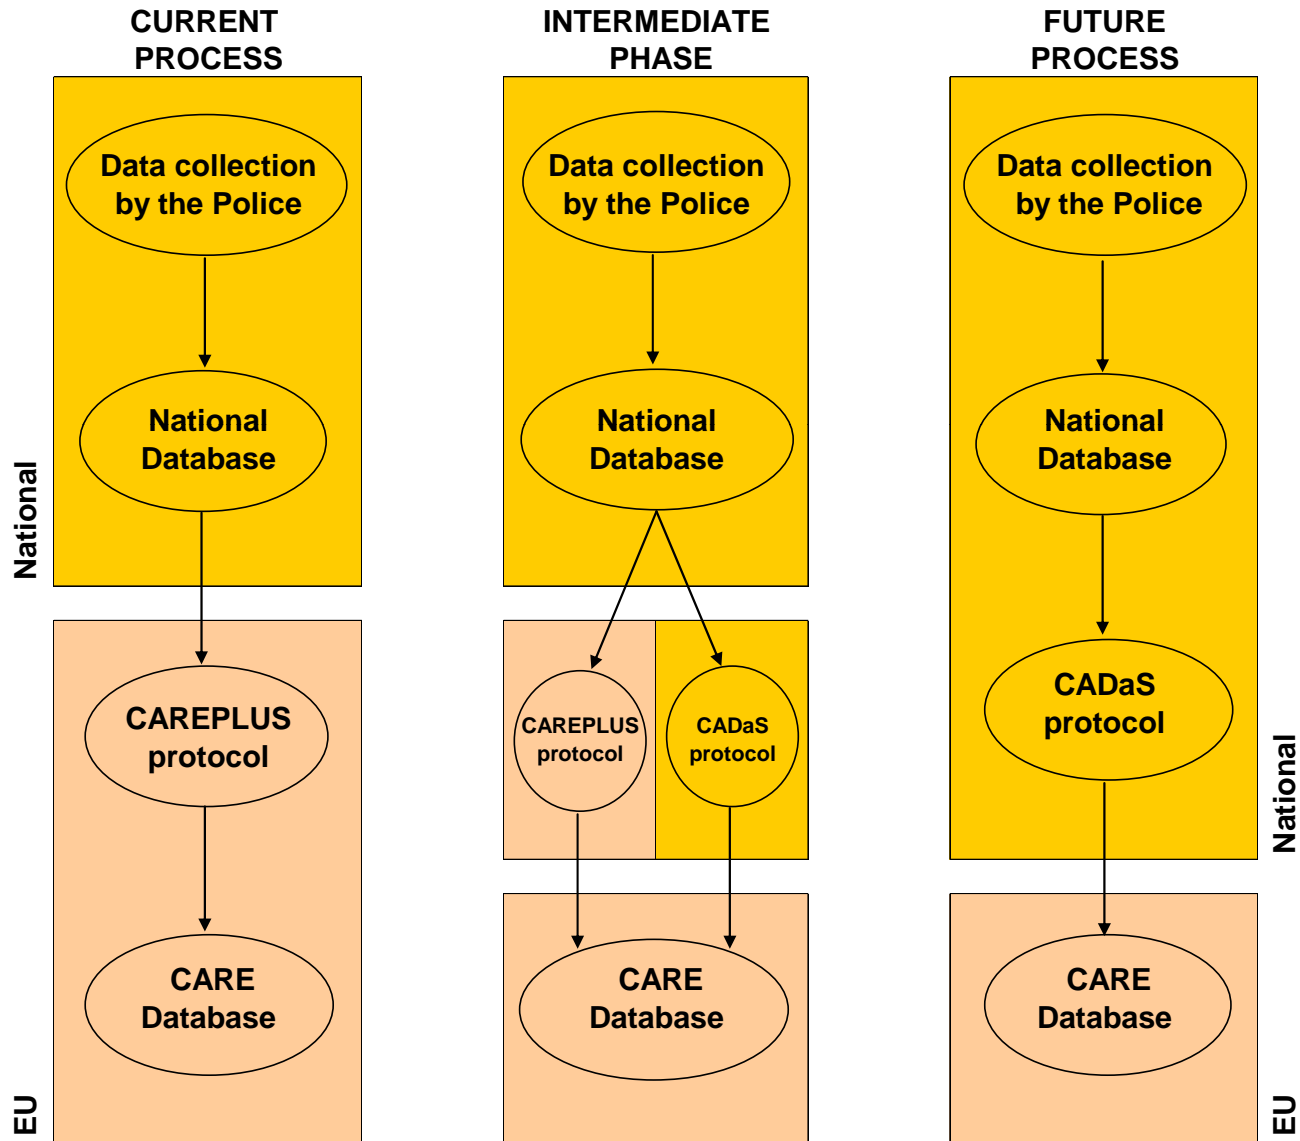 CURRENT
PROCESS
INTERMEDIATE
PHASE
FUTURE
PROCESS
Data collection
by the Police
Data collection
by the Police
Data collection
by the Police
National
Database
National
Database
National
Database
National
CAREPLUS
protocol
CAREPLUS
protocol
CADaS
protocol
CADaS
protocol
National
CARE
Database
CARE
Database
CARE
Database
EU
EU